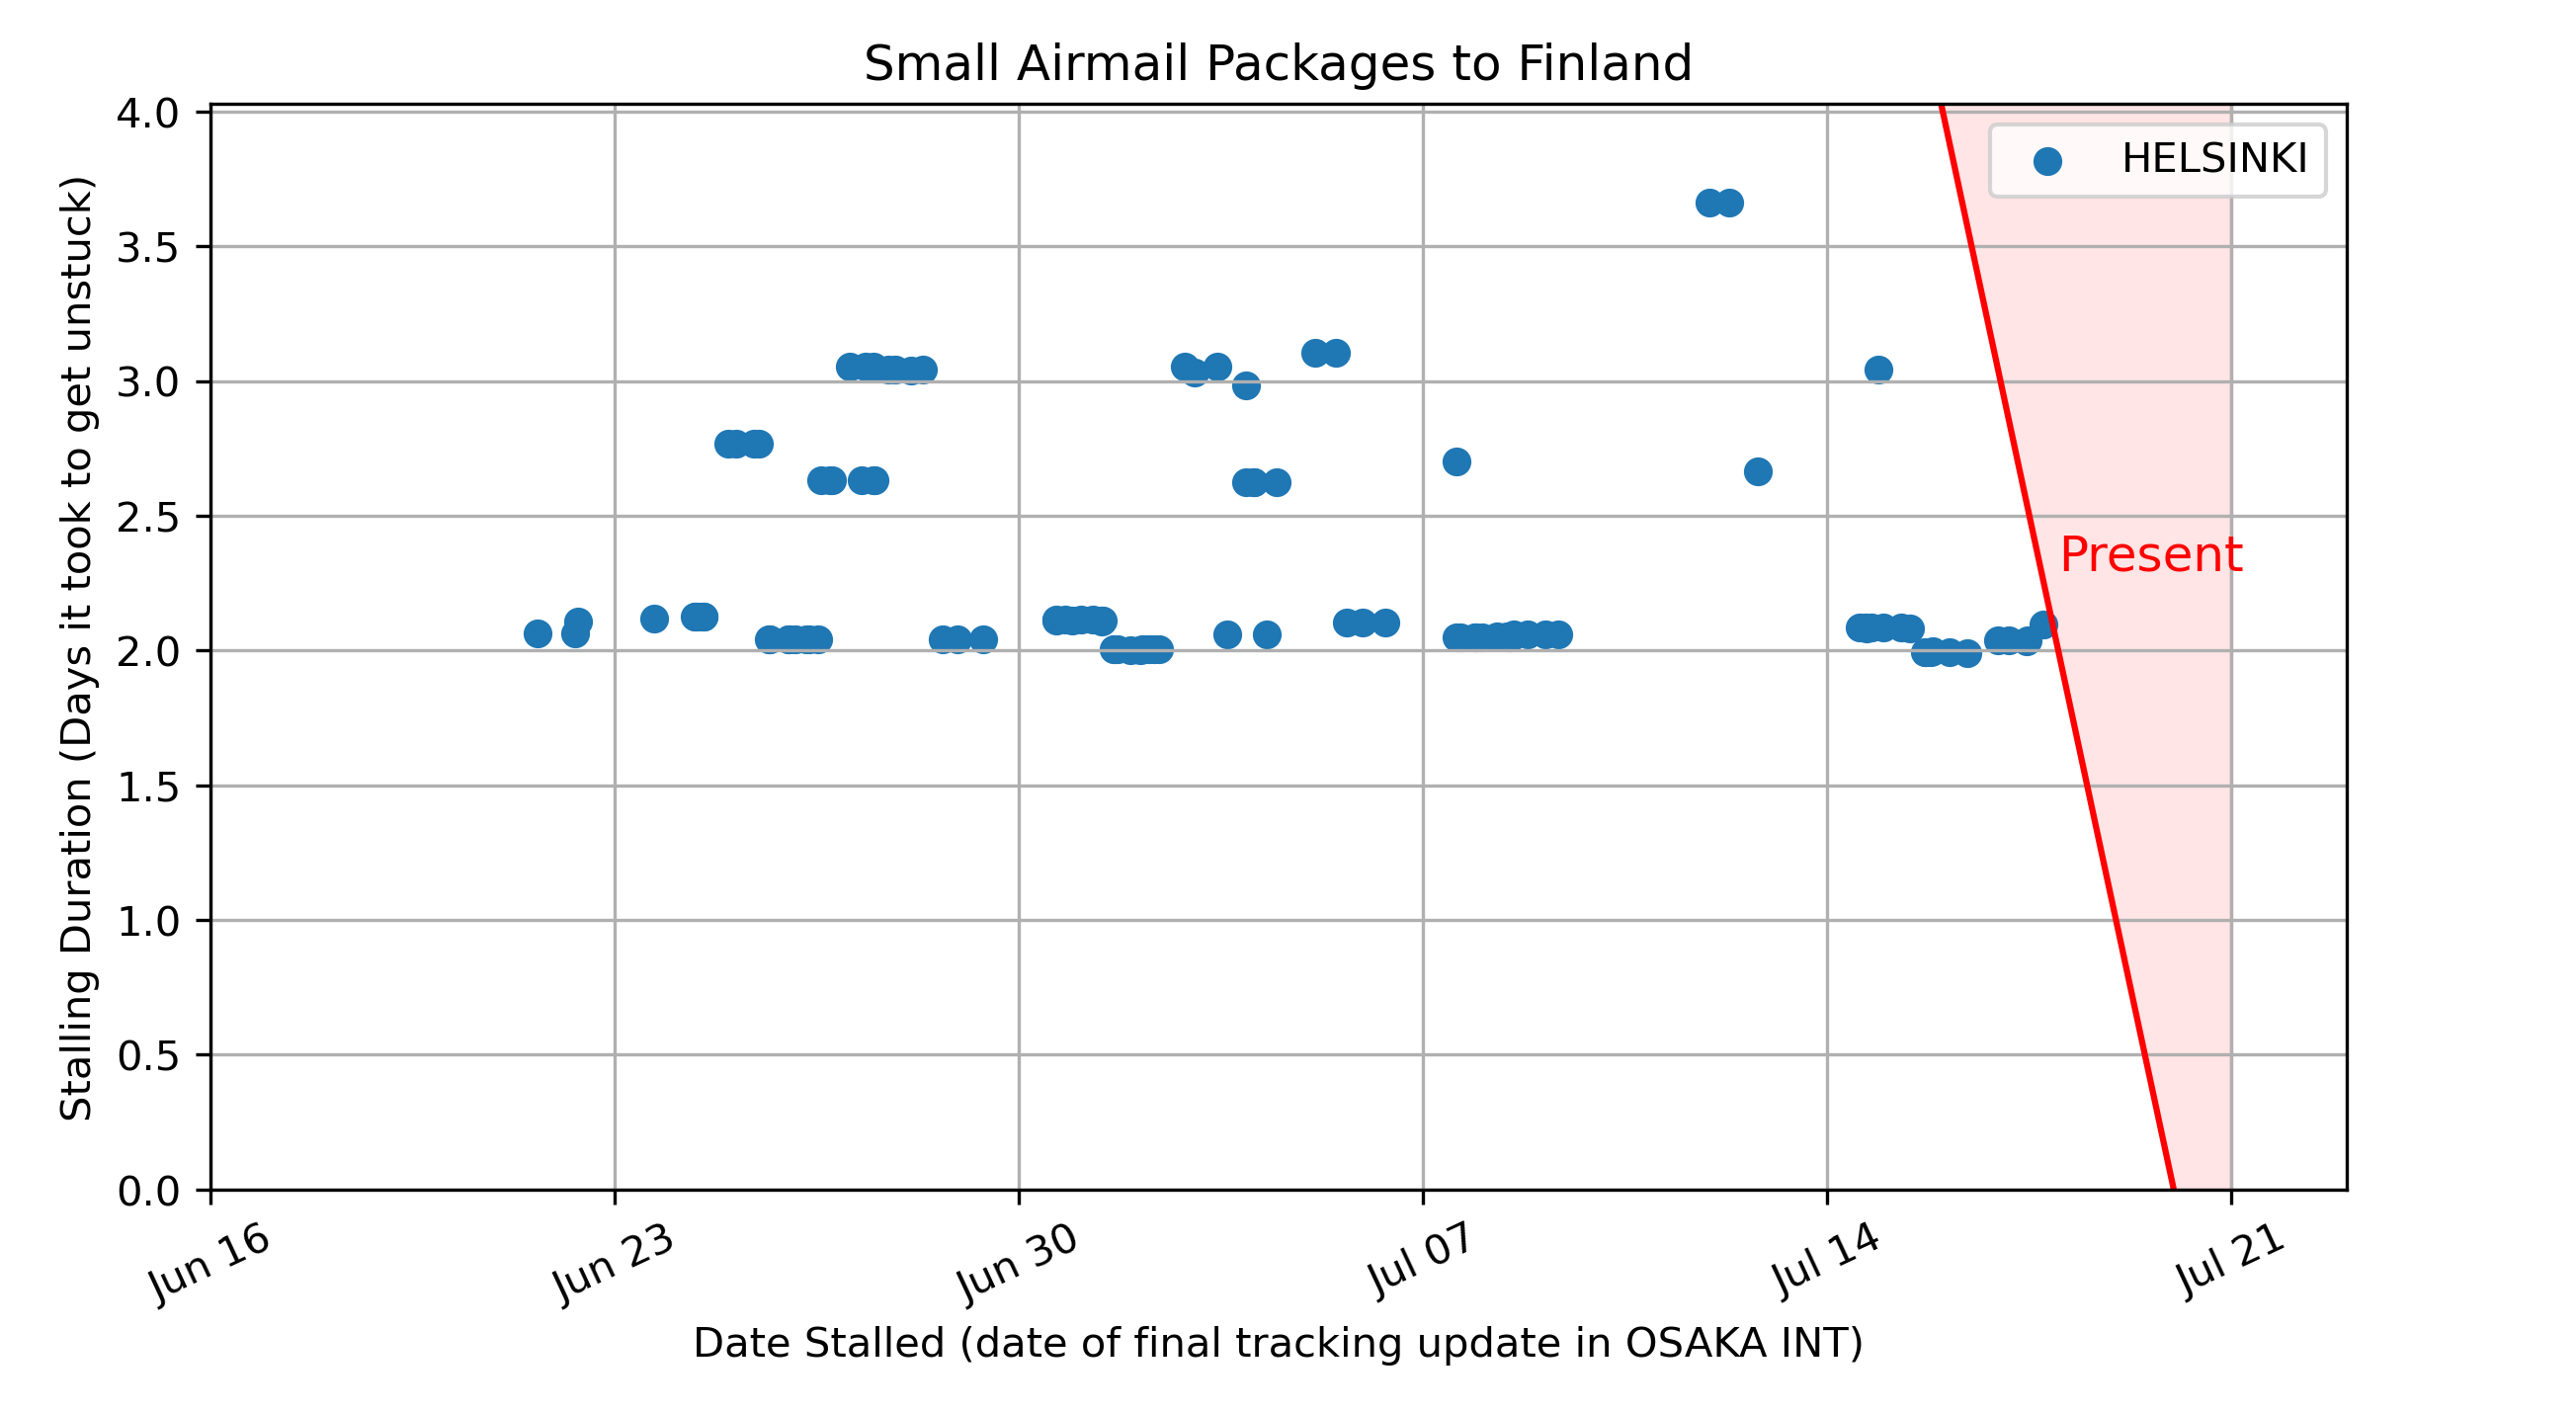 Small Airmail Packages to Finland
Stalling Duration (Days it took to get unstuck)
4.0
3.5
3.0
2.5
2.0
1.5
1.0
0.5
0.0
HELSINKI
Present
Jun 16
Jun 23
Jun 30
Jul 07
Jul 14
Jul 21
Date Stalled (date of final tracking update in OSAKA INT)